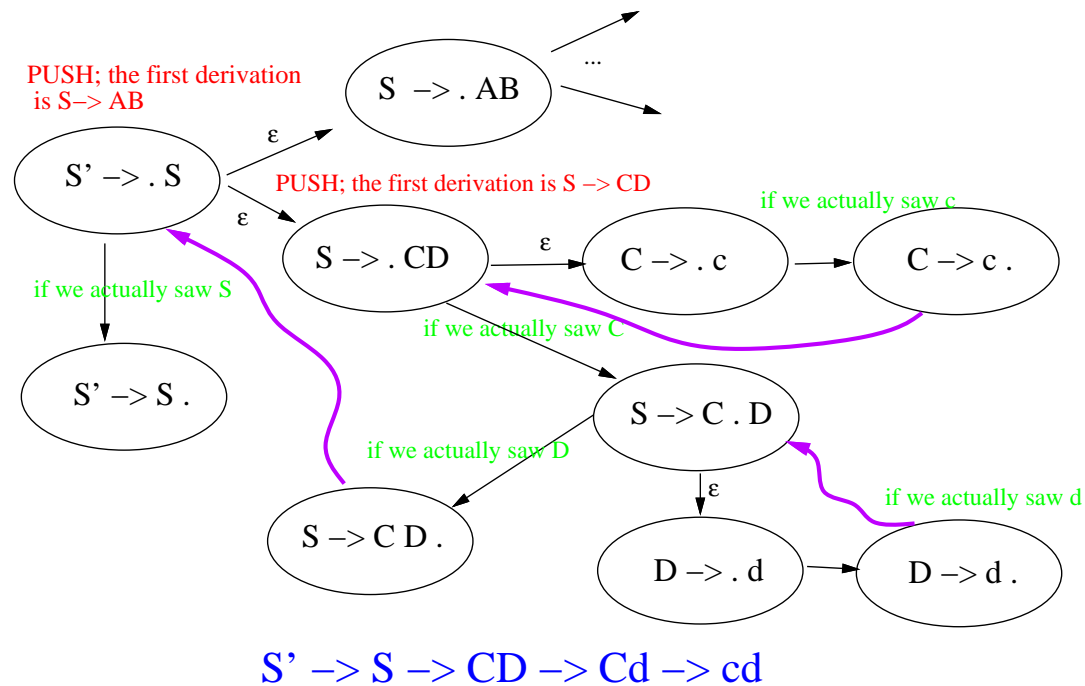 PUSH; the first derivation
is S–> AB
ε
S –> . AB
...
S' –> . S
PUSH; the first derivation is S –> CD
ε
S –> . CD
ε
C –> . c
if we actually saw c
C –> c .
if we actually saw S
if we actually saw C
S' –> S .
S –> C . D
if we actually saw D
ε
if we actually saw d
S –> C D .
D –> . d
D –> d .
S' –> S –> CD –> Cd –> cd